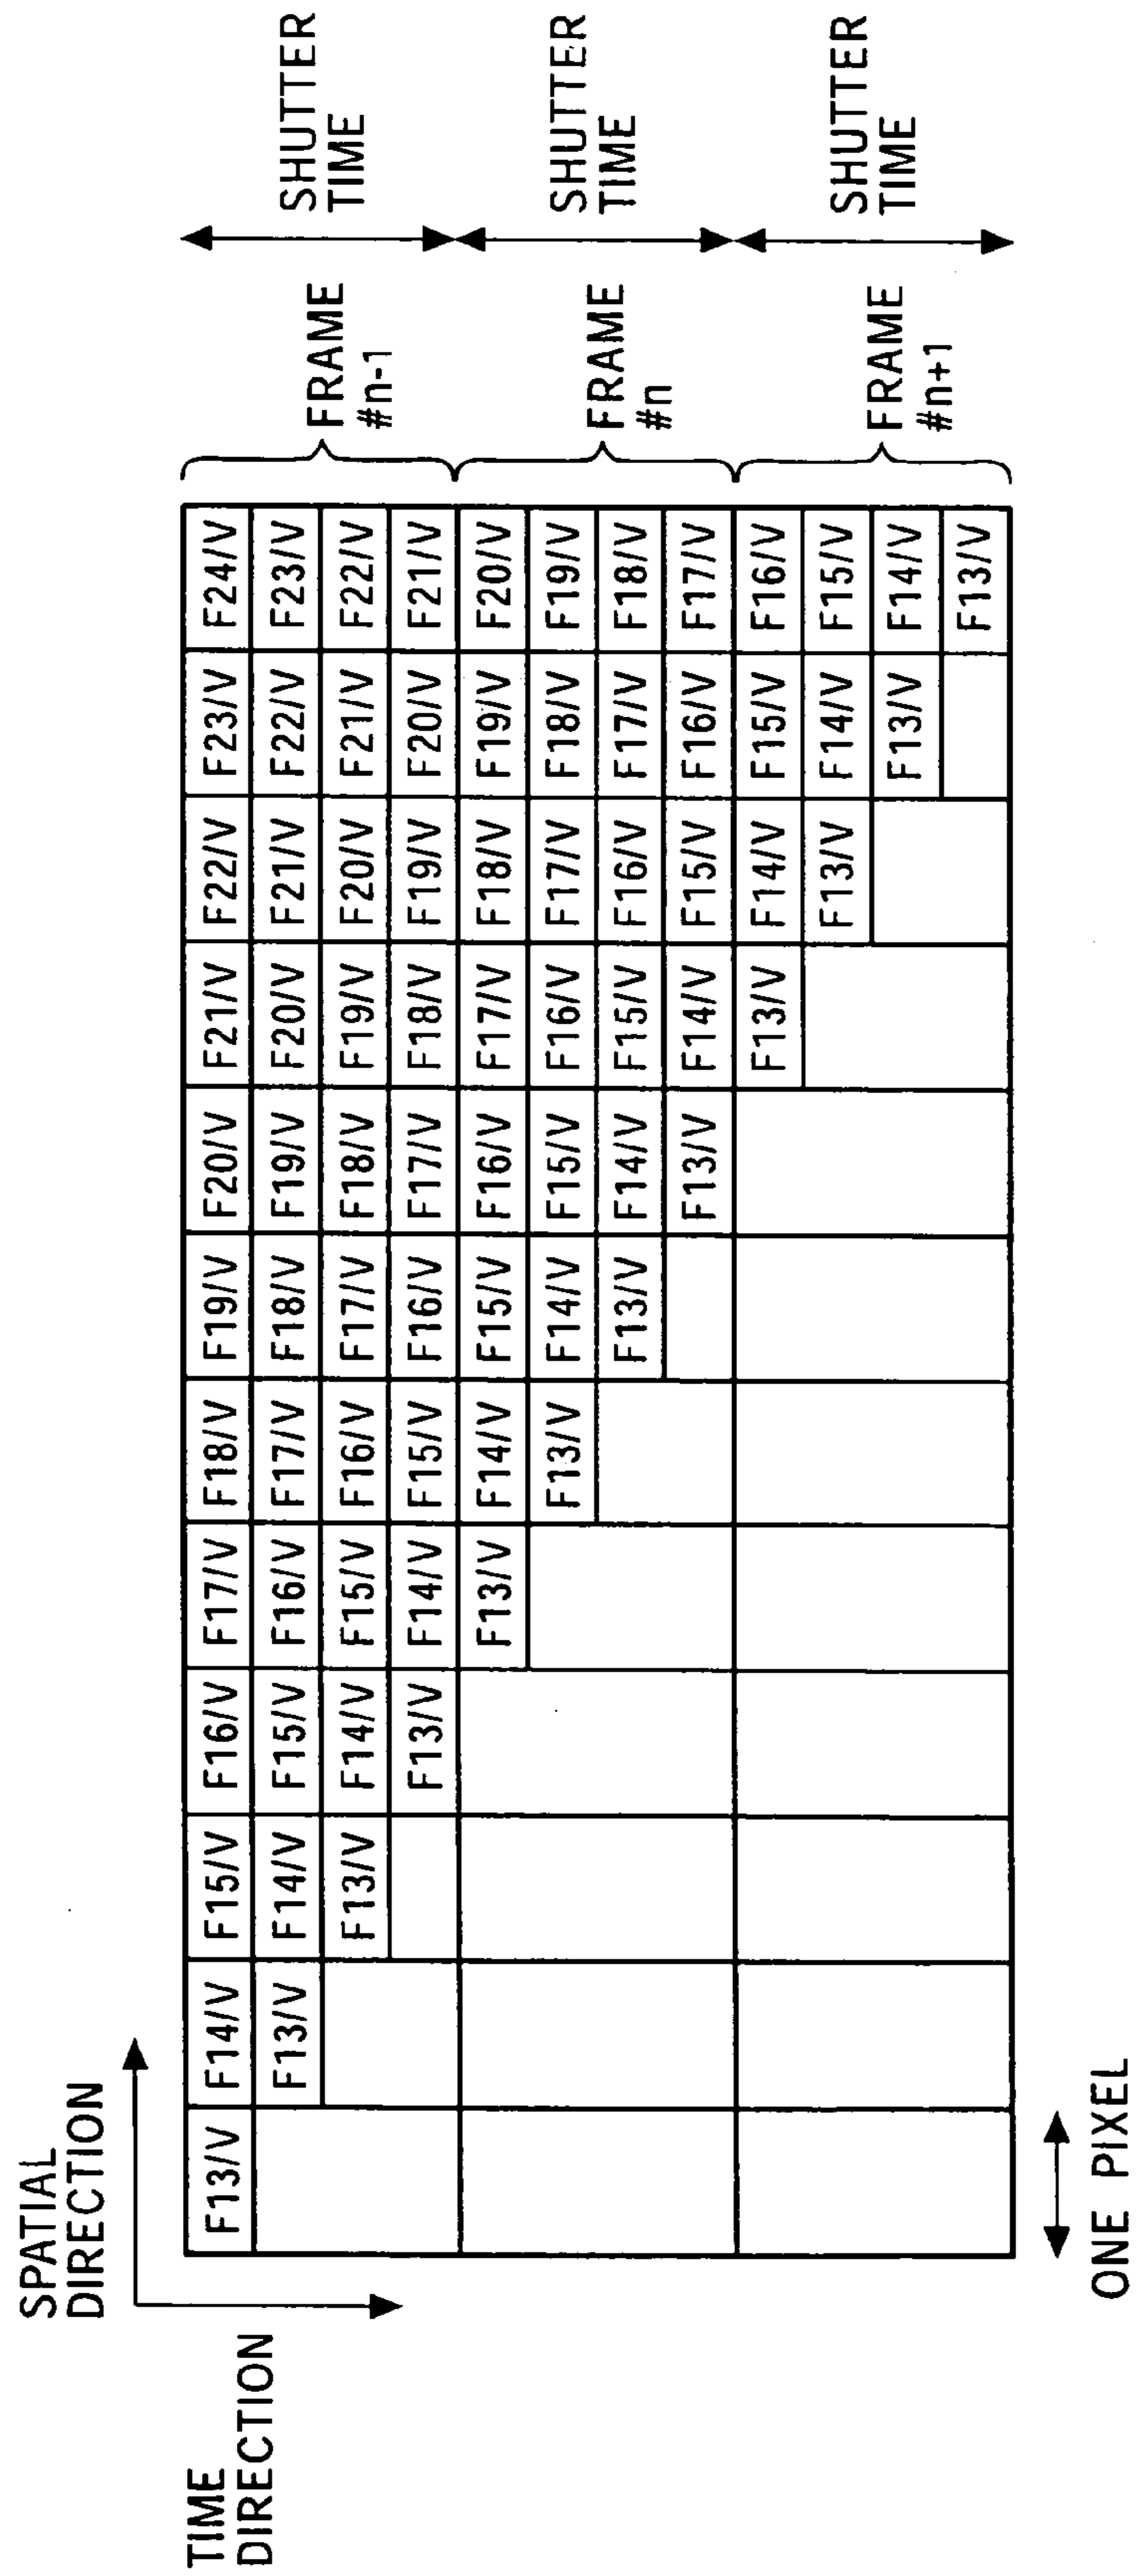 SPATIAL
DIRECTION
TIME
DIRECTION
F13/V F14/V F15/V F16/V F17/V F18/V F19/V F20/V F21/V F22/V F23/V F24/V
F13/V F14/V F15/V F16/V F17/V F18/V F19/V F20/V F21/V F22/V F23/V
F13/V F14/V F15/V F16/V F17/V F18/V F19/V F20/V F21/V F22/V
F13/V F14/V F15/V F16/V F17/V F18/V F19/V F20/V F21/V
FRAME
#n-1
SHUTTER
TIME
F13/V F14/V F15/V F16/V F17/V F18/V F19/V F20/V
F13/V F14/V F15/V F16/V F17/V F18/V F19/V
F13/V F14/V F15/V F16/V F17/V F18/V
F13/V F14/V F15/V F16/V F17/V
FRAME
#n
SHUTTER
TIME
F13/V F14/V F15/V F16/V
F13/V F14/V F15/V
F13/V F14/V
F13/V
FRAME
#n+1
SHUTTER
TIME
ONE PIXEL